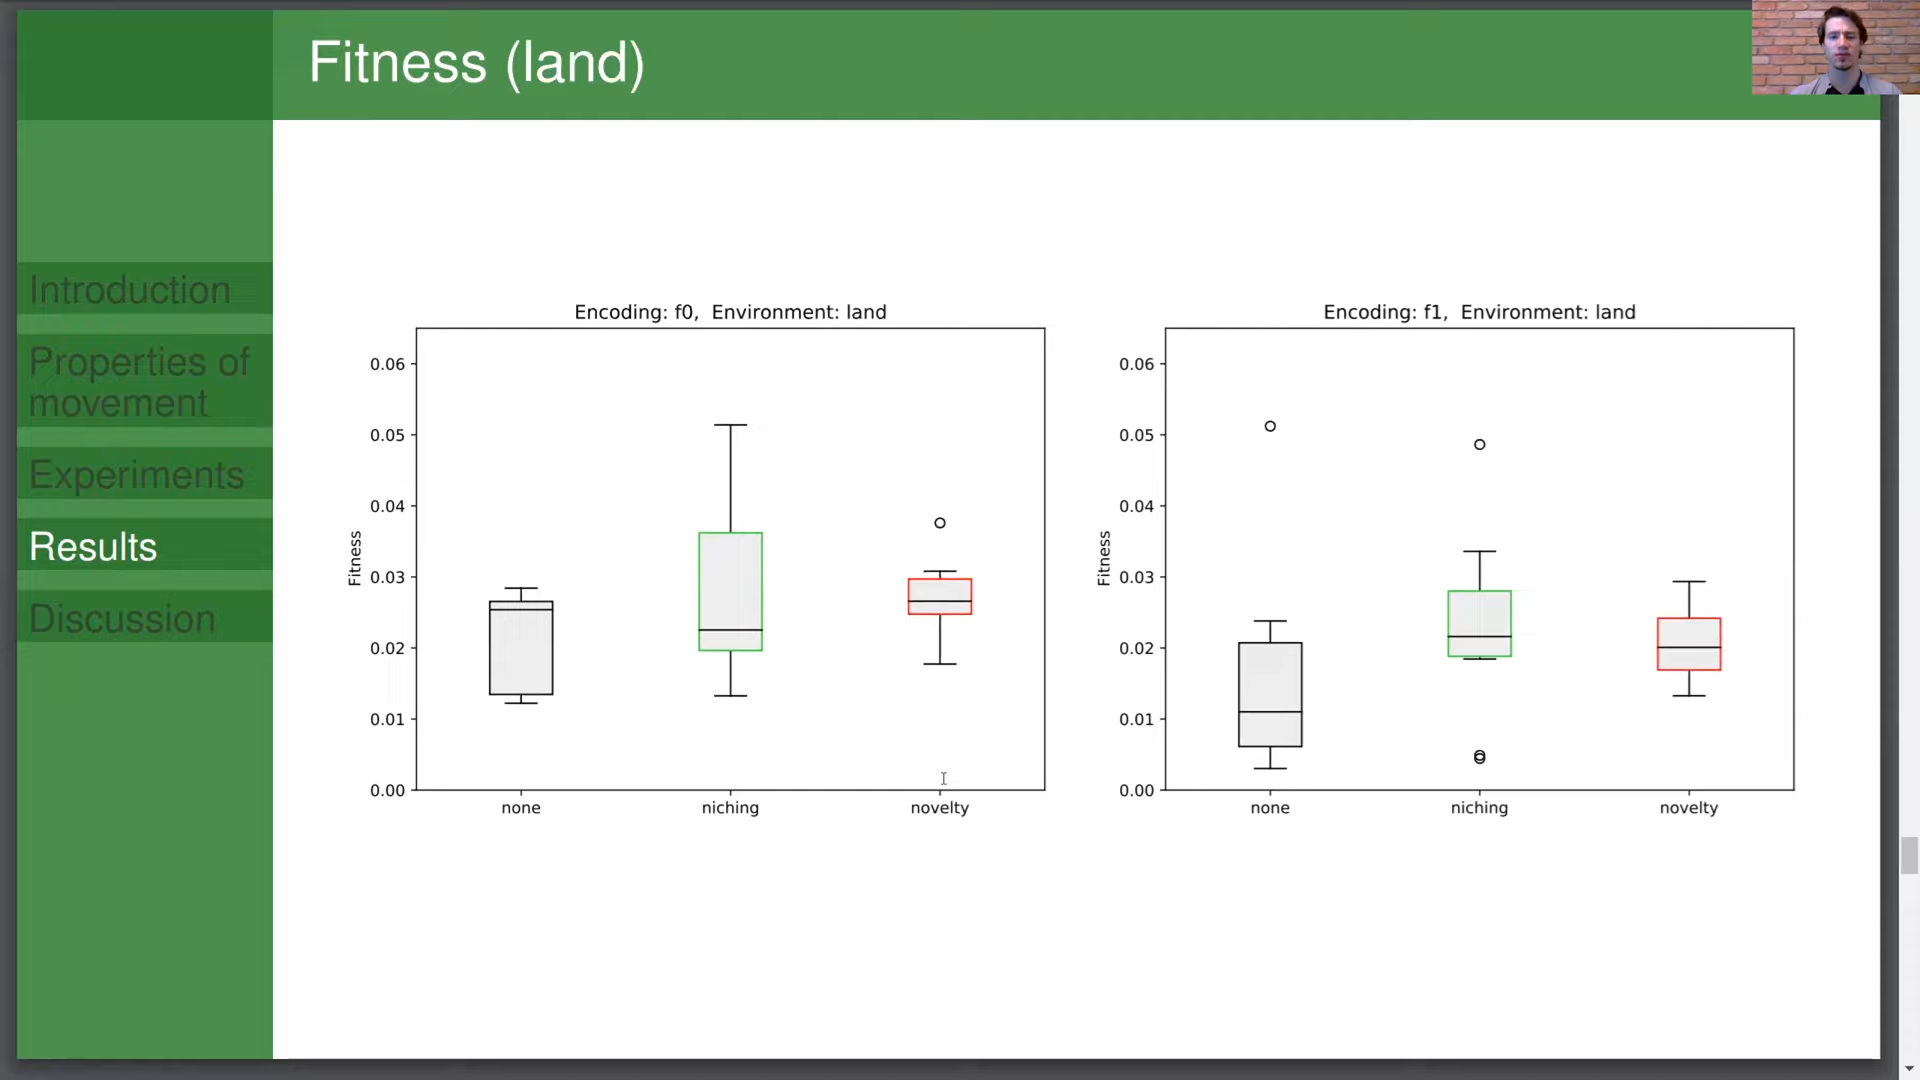 Fitness (land)
Introduction
Properties of
movement
Experiments
Results
Discussion
Encoding: f0,  Environment: land
0.06
0.05
0.04
0.03
0.02
0.01
0.00
Fitness
none
niching
novelty
Encoding: f1,  Environment: land
0.06
0.05
0.04
0.03
0.02
0.01
0.00
Fitness
none
niching
novelty